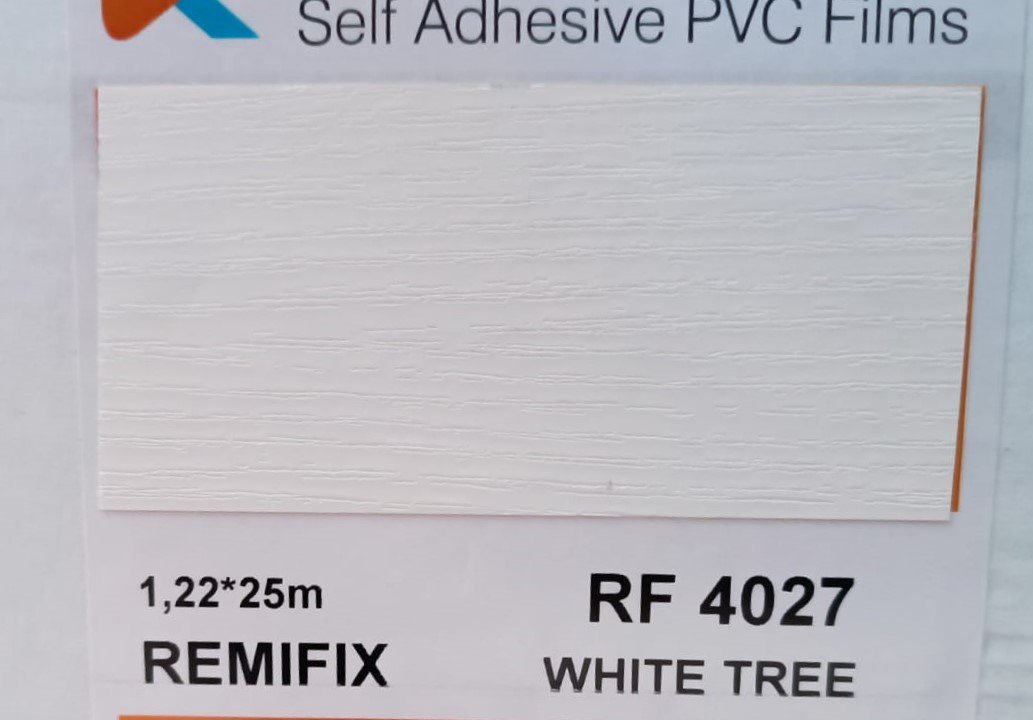 Self Adhesive PVC Films
1,22*25m
RF 4027
REMIFIX
WHITE TREE